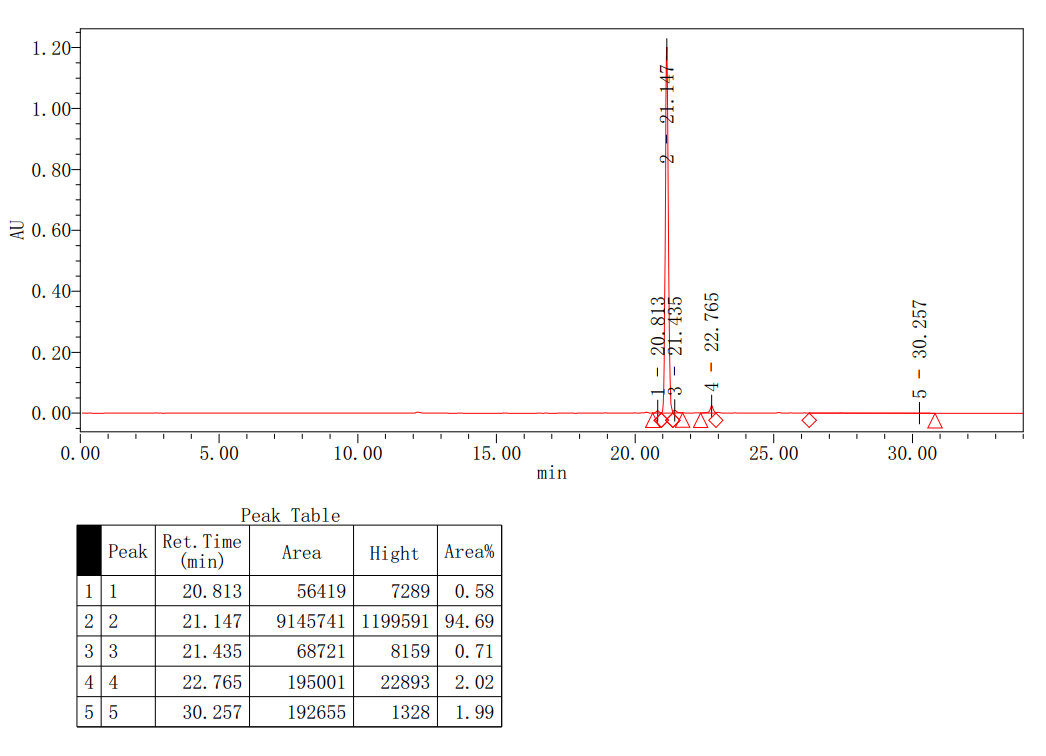 1.20
1.00
0.80
0.60
0.40
0.20
0.00
AU
2 - 21.147
1 - 20.813
3 - 21.435
4 - 22.765
5 - 30.257
0.00 5.00 10.00 15.00 20.00 25.00 30.00
min
Peak Table
Peak Ret.Time (min) Area Hight Area%
1 1 20.813 56419 7289 0.58
2 2 21.147 9145741 1199591 94.69
3 3 21.435 68721 8159 0.71
4 4 22.765 195001 22893 2.02
5 5 30.257 192655 1328 1.99